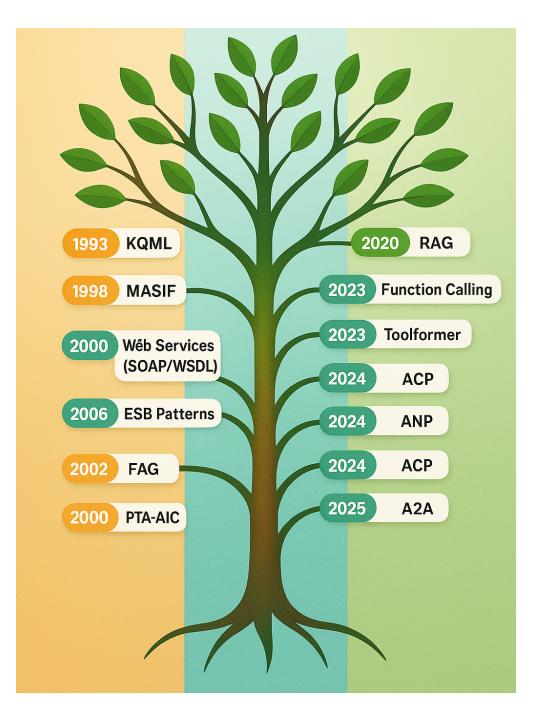 1993 KQML
1998 MASIF
2000 Wêb Services
(SOAP/WSDL)
2006 ESB Patterns
2002 FAG
2000 PTA-AIC
2020 RAG
2023 Function Calling
2023 Toolformer
2024 ACP
2024 ANP
2024 ACP
2025 A2A